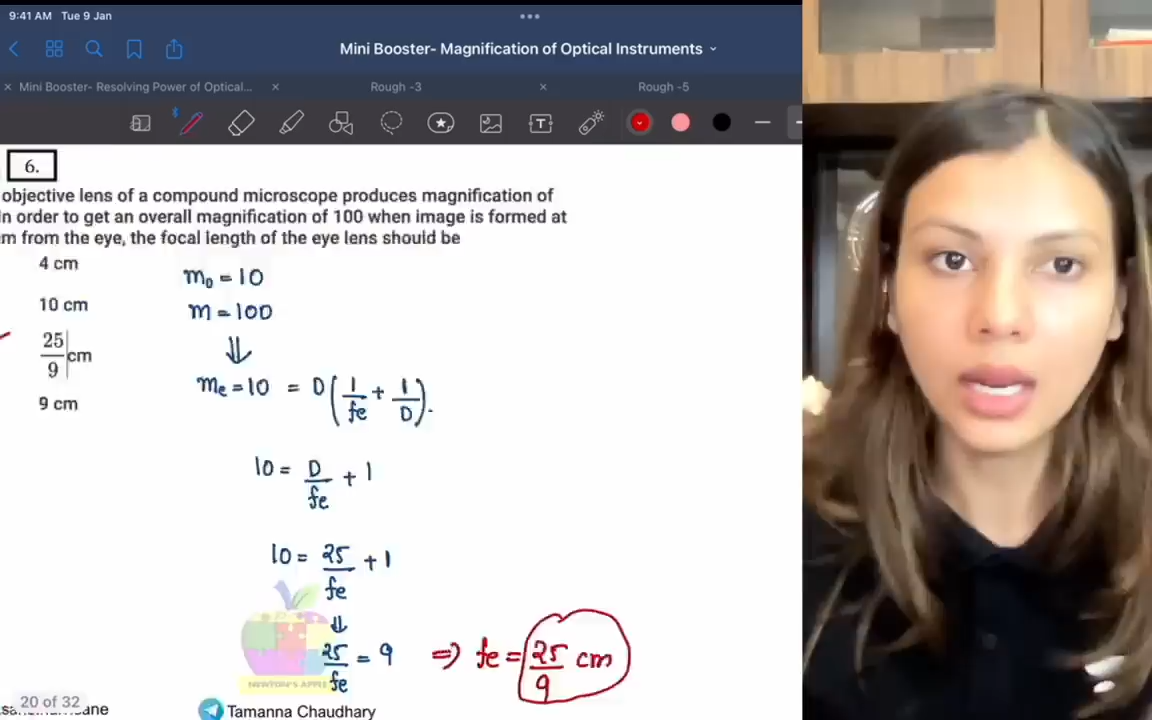 9:41 AM Tue 9 Jan
Mini Booster- Magnification of Optical Instruments
Mini Booster- Resolving Power of Optical...
Rough -3
Rough -5
6.
objective lens of a compound microscope produces magnification of
In order to get an overall magnification of 100 when image is formed at
m from the eye, the focal length of the eye lens should be
4 cm
10 cm
25/9 cm
9 cm
m₀ = 10
m = 100
⇓
me = 10 = D(1/fe + 1/D).
10 = D/fe + 1
10 = 25/fe + 1
⇓
25/fe = 9 ⇒ fe = 25/9 cm
NEWTON'S APPLE
20 of 32
Tamanna Chaudhary